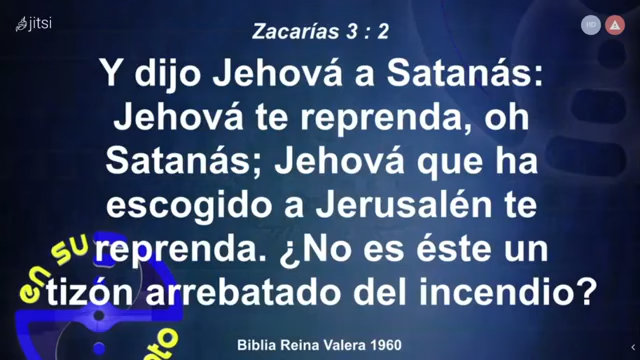 jitsi
HD
Zacarías 3 : 2
Y dijo Jehová a Satanás:
Jehová te reprenda, oh
Satanás; Jehová que ha
escogido a Jerusalén te
reprenda. ¿No es éste un
tizón arrebatado del incendio?
en su
Biblia Reina Valera 1960